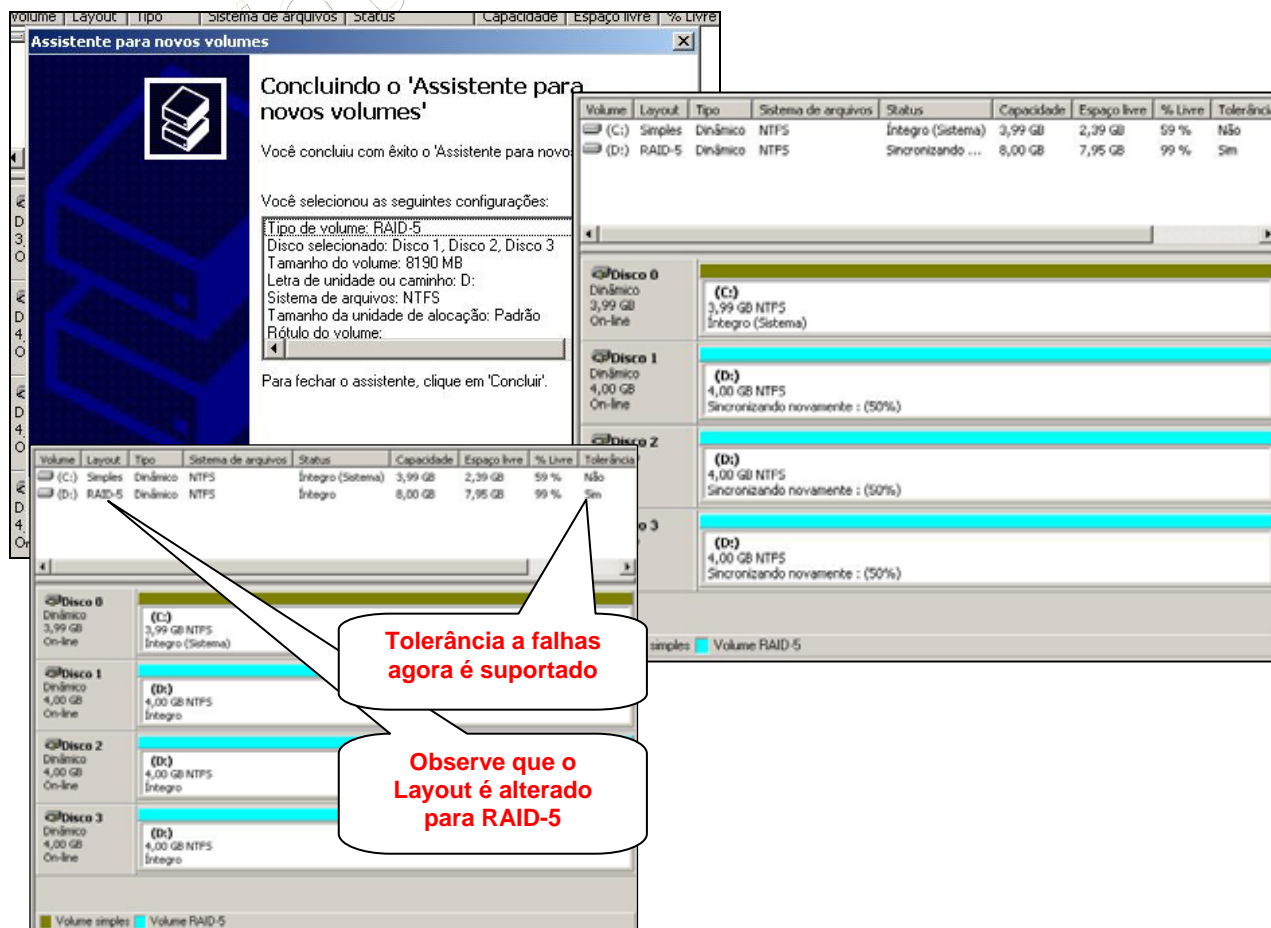 Volume Layout Tipo Sistema de arquivos Status Capacidade Espaço livre % Livre
Assistente para novos volumes
Concluindo o 'Assistente para
novos volumes'
Você concluiu com êxito o 'Assistente para novo
Você selecionou as seguintes configurações:
Tipo de volume: RAID-5
Disco selecionado: Disco 1, Disco 2, Disco 3
Tamanho do volume: 8190 MB
Letra de unidade ou caminho: D:
Sistema de arquivos: NTFS
Tamanho da unidade de alocação: Padrão
Rótulo do volume:
Para fechar o assistente, clique em 'Concluir'.
Volume Layout Tipo Sistema de arquivos Status Capacidade Espaço livre % Livre Tolerância
(C:) Simples Dinâmico NTFS Íntegro (Sistema) 3,99 GB 2,39 GB 59 % Não
(D:) RAID-5 Dinâmico NTFS Sincronizando ... 8,00 GB 7,95 GB 99 % Sim
Disco 0
Dinâmico
3,99 GB
On-line
(C:)
3,99 GB NTFS
Íntegro (Sistema)
Disco 1
Dinâmico
4,00 GB
On-line
(D:)
4,00 GB NTFS
Sincronizando novamente : (50%)
Disco 2
(D:)
4,00 GB NTFS
Sincronizando novamente : (50%)
o 3
(D:)
4,00 GB NTFS
Sincronizando novamente : (50%)
simples Volume RAID-5
Volume Layout Tipo Sistema de arquivos Status Capacidade Espaço livre % Livre Tolerância
(C:) Simples Dinâmico NTFS Íntegro (Sistema) 3,99 GB 2,39 GB 59 % Não
(D:) RAID-5 Dinâmico NTFS Íntegro 8,00 GB 7,95 GB 99 % Sim
Disco 0
Dinâmico
3,99 GB
On-line
(C:)
3,99 GB NTFS
Íntegro (Sistema)
Disco 1
Dinâmico
4,00 GB
On-line
(D:)
4,00 GB NTFS
Íntegro
Disco 2
Dinâmico
4,00 GB
On-line
(D:)
4,00 GB NTFS
Íntegro
Disco 3
Dinâmico
4,00 GB
On-line
(D:)
4,00 GB NTFS
Íntegro
Volume simples Volume RAID-5
Tolerância a falhas
agora é suportado
Observe que o
Layout é alterado
para RAID-5